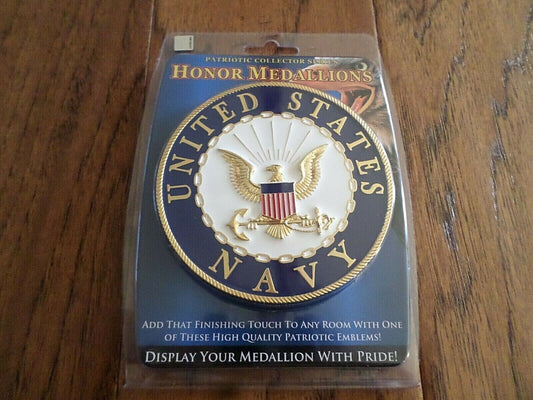 PATRIOTIC COLLECTOR SERIES
HONOR MEDALLIONS
UNITED STATES
NAVY
ADD THAT FINISHING TOUCH TO ANY ROOM WITH ONE
OF THESE HIGH QUALITY PATRIOTIC EMBLEMS!
DISPLAY YOUR MEDALLION WITH PRIDE!